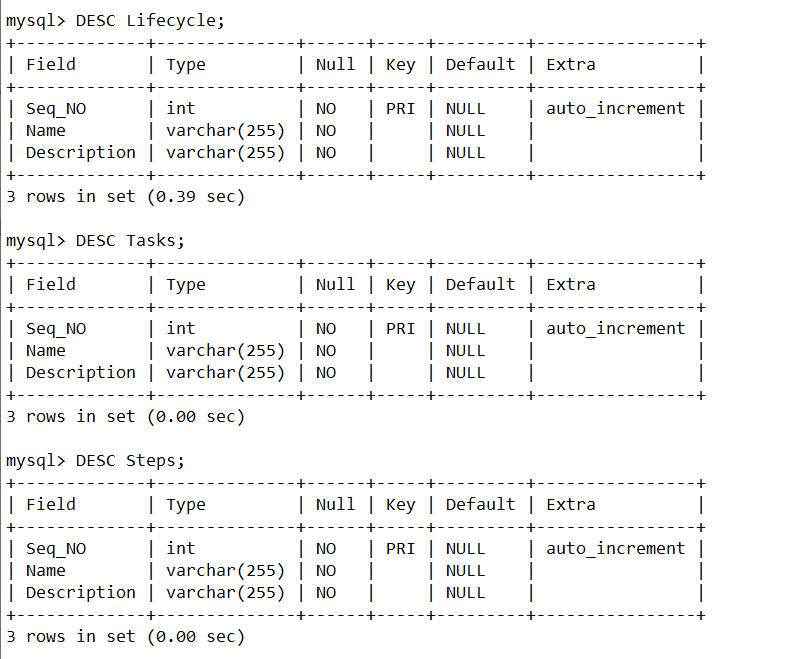 mysql> DESC Lifecycle;
+-------------+--------------+------+-----+---------+----------------+
| Field       | Type         | Null | Key | Default | Extra          |
+-------------+--------------+------+-----+---------+----------------+
| Seq_NO      | int          | NO   | PRI | NULL    | auto_increment |
| Name        | varchar(255) | NO   |     | NULL    |                |
| Description | varchar(255) | NO   |     | NULL    |                |
+-------------+--------------+------+-----+---------+----------------+
3 rows in set (0.39 sec)

mysql> DESC Tasks;
+-------------+--------------+------+-----+---------+----------------+
| Field       | Type         | Null | Key | Default | Extra          |
+-------------+--------------+------+-----+---------+----------------+
| Seq_NO      | int          | NO   | PRI | NULL    | auto_increment |
| Name        | varchar(255) | NO   |     | NULL    |                |
| Description | varchar(255) | NO   |     | NULL    |                |
+-------------+--------------+------+-----+---------+----------------+
3 rows in set (0.00 sec)

mysql> DESC Steps;
+-------------+--------------+------+-----+---------+----------------+
| Field       | Type         | Null | Key | Default | Extra          |
+-------------+--------------+------+-----+---------+----------------+
| Seq_NO      | int          | NO   | PRI | NULL    | auto_increment |
| Name        | varchar(255) | NO   |     | NULL    |                |
| Description | varchar(255) | NO   |     | NULL    |                |
+-------------+--------------+------+-----+---------+----------------+
3 rows in set (0.00 sec)